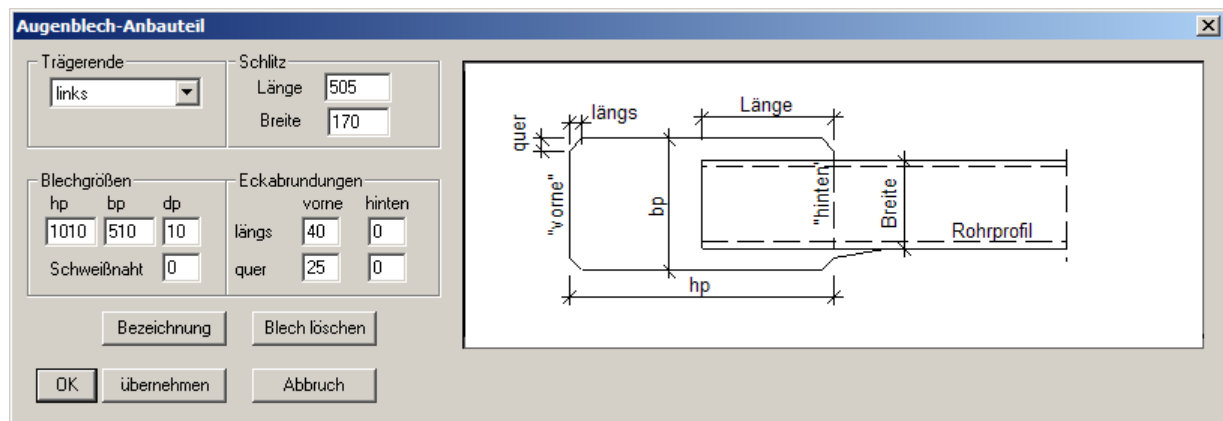 Augenblech-Anbauteil
Trägerende
links
Schlitz
Länge 505
Breite 170
Blechgrößen
hp bp dp
1010 510 10
Schweißnaht 0
Eckabrundungen
vorne hinten
längs 40 0
quer 25 0
Bezeichnung Blech löschen
OK übernehmen Abbruch
quer
längs
Länge
"vorne"
bp
"hinten"
Breite
Rohrprofil
hp